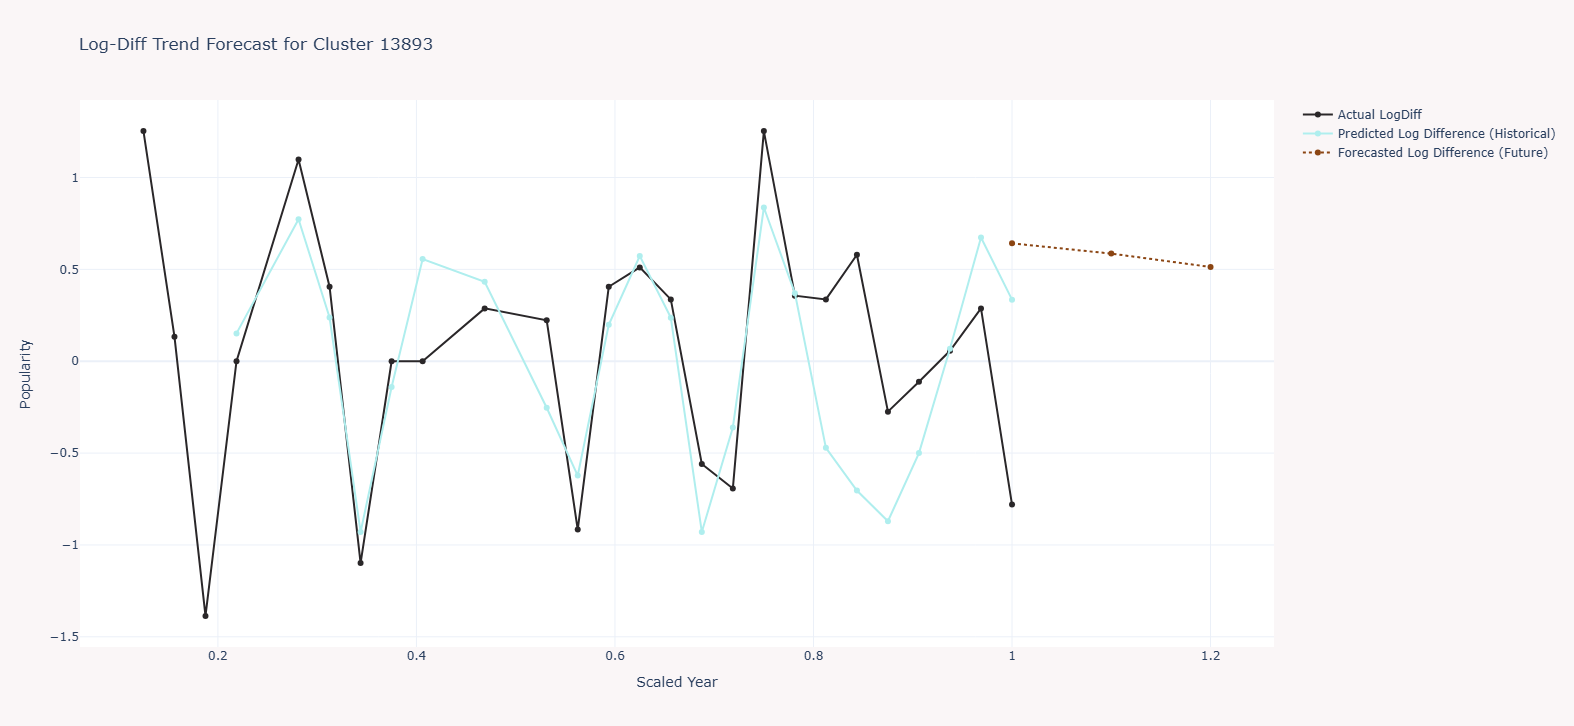 Log-Diff Trend Forecast for Cluster 13893
Actual LogDiff
Predicted Log Difference (Historical)
Forecasted Log Difference (Future)
Popularity
1
0.5
0
−0.5
−1
−1.5
0.2
0.4
0.6
0.8
1
1.2
Scaled Year